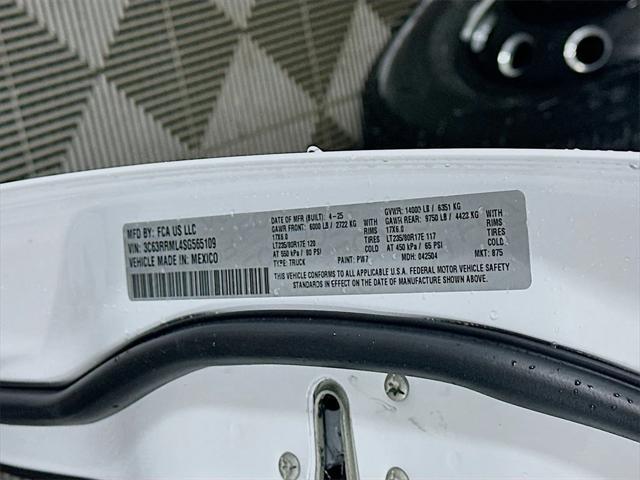 MFD BY: FCA US LLC
VIN: 3C63RRML4SG565109
VEHICLE MADE IN: MEXICO
DATE OF MFR (BUILT): 4-25 GVWR: 14000 LB / 6351 KG
GAWR FRONT: 6000 LB / 2722 KG WITH GAWR REAR: 9750 LB / 4423 KG WITH
17X6.0 RIMS 17X6.0 RIMS
LT235/80R17E 120 TIRES LT235/80R17E 117 TIRES
AT 550 kPa / 80 PSI COLD AT 450 kPa / 65 PSI COLD
TYPE: TRUCK PAINT: PW7 MDH: 042504 MKT: 875
THIS VEHICLE CONFORMS TO ALL APPLICABLE U.S.A. FEDERAL MOTOR VEHICLE SAFETY
STANDARDS IN EFFECT ON THE DATE OF MANUFACTURE SHOWN ABOVE.